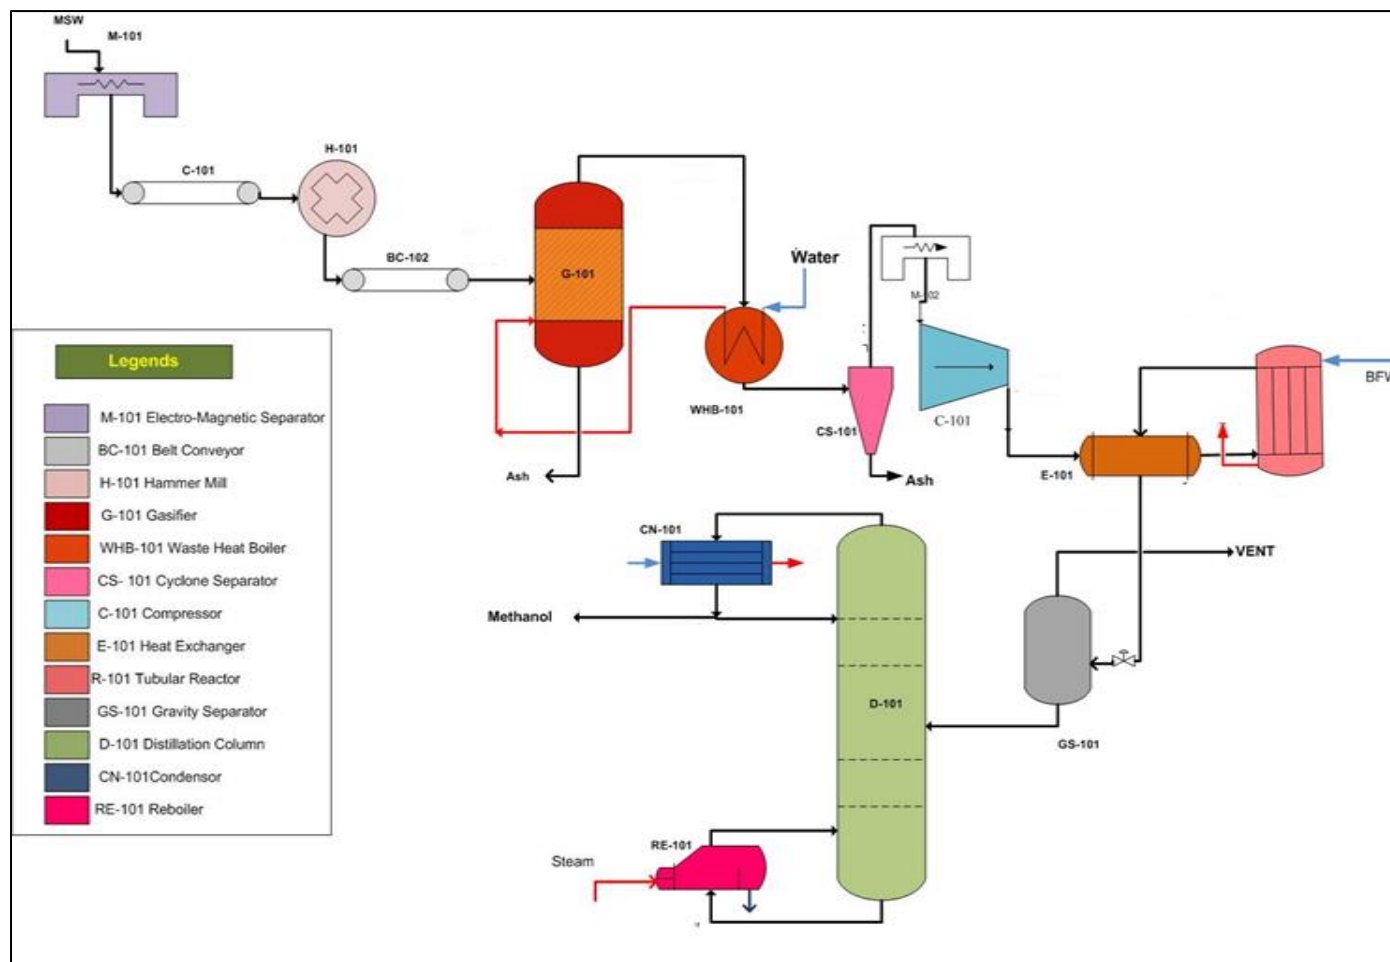 MSW
M-101
C-101
H-101
BC-102
G-101
Water
M-102
WHB-101
CS-101
C-101
BFW
E-101
Ash
Ash
Legends
M-101 Electro-Magnetic Separator
BC-101 Belt Conveyor
H-101 Hammer Mill
G-101 Gasifier
WHB-101 Waste Heat Boiler
CS- 101 Cyclone Separator
C-101 Compressor
E-101 Heat Exchanger
R-101 Tubular Reactor
GS-101 Gravity Separator
D-101 Distillation Column
CN-101Condensor
RE-101 Reboiler
CN-101
VENT
Methanol
D-101
GS-101
RE-101
Steam